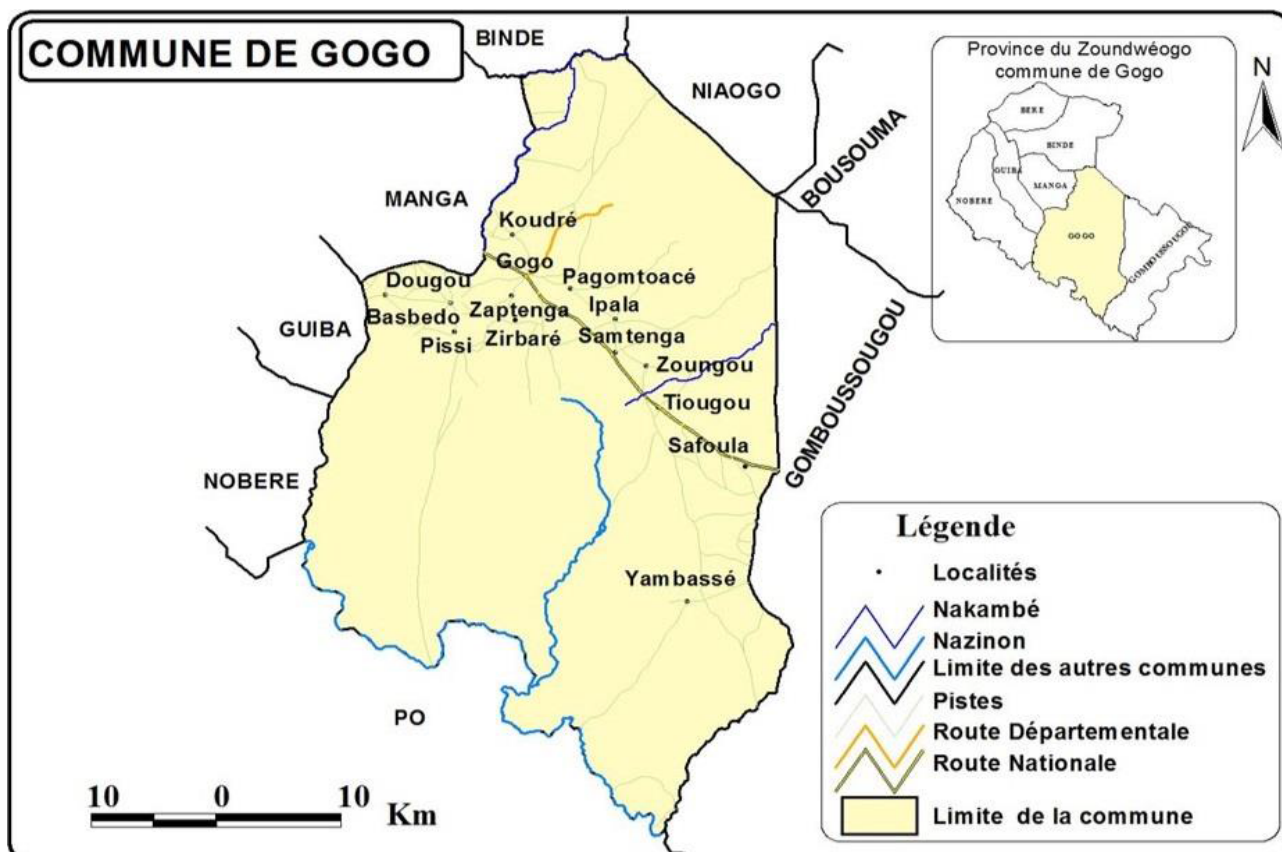 COMMUNE DE GOGO
BINDE
NIAOGO
BOUSOUMA
MANGA
Koudré
Gogo
Pagomtoacé
Dougou
Basbedo
Zaptenga
Ipala
GUIBA
Pissi
Zirbaré
Samtenga
Zoungou
Tiougou
GOMBOUSSOUGOU
Safoula
NOBERE
Yambassé
PO
10 0 10
Km
Province du Zoundwéogo
commune de Gogo
N
BERE
BINDE
GUIBA
MANGA
NOBERE
GOGO
GOMBOUSSOUGOU
Légende
Localités
Nakambé
Nazinon
Limite des autres communes
Pistes
Route Départementale
Route Nationale
Limite de la commune